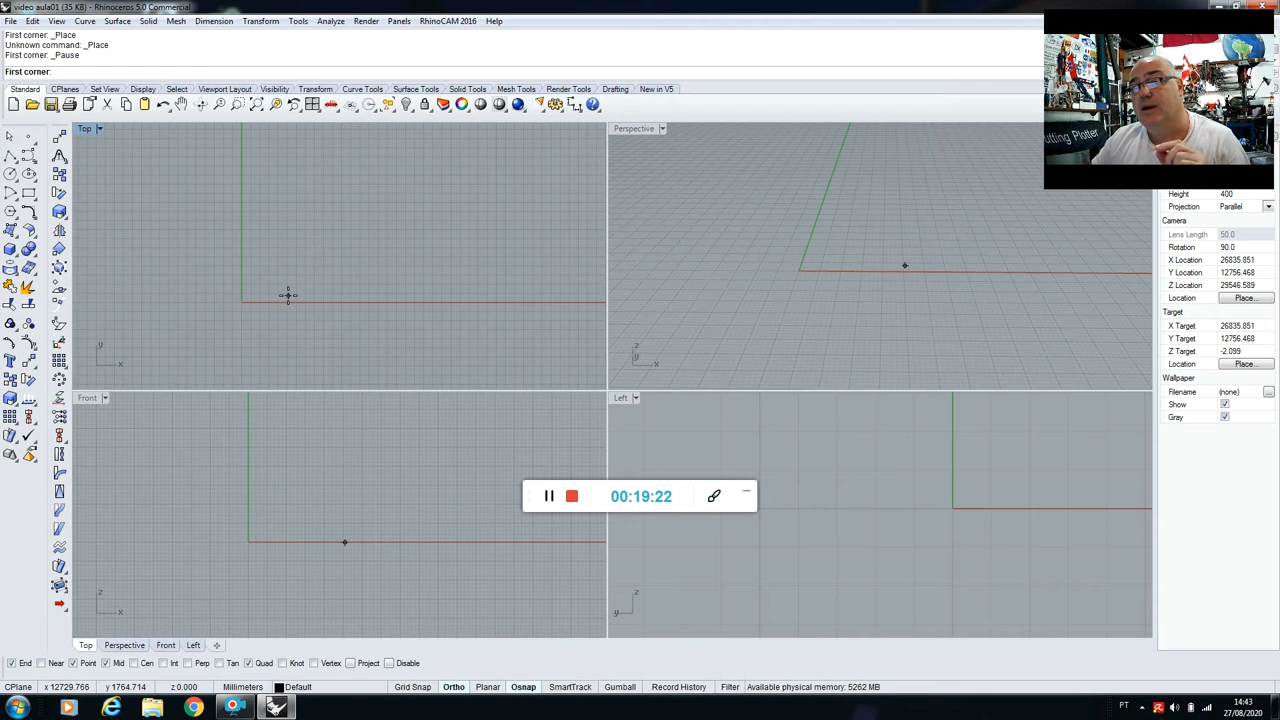 video aula01 (35 KB) - Rhinoceros 5.0 Commercial
File Edit View Curve Surface Solid Mesh Dimension Transform Tools Analyze Render Panels RhinoCAM 2016 Help
First corner: _Place
Unknown command: _Place
First corner: _Pause
First corner:
Standard CPlanes Set View Display Select Viewport Layout Visibility Transform Curve Tools Surface Tools Solid Tools Mesh Tools Render Tools Drafting New in V5
utting Plotter
Top
Perspective
Height 400
Projection Parallel
Camera
Lens Length 50.0
Rotation 90.0
X Location 26835.851
Y Location 12756.468
Z Location 29546.589
Location Place...
Target
X Target 26835.851
Y Target 12756.468
Z Target -2.099
Location Place...
Wallpaper
Filename (none) ...
Show
Gray
y
x
z
y
x
Front
Left
00:19:22
z
x
z
y
Top Perspective Front Left
End Near Point Mid Cen Int Perp Tan Quad Knot Vertex Project Disable
CPlane x 12729.766 y 1764.714 z 0.000 Millimeters Default Grid Snap Ortho Planar Osnap SmartTrack Gumball Record History Filter Available physical memory: 5262 MB
PT 14:43
27/08/2020